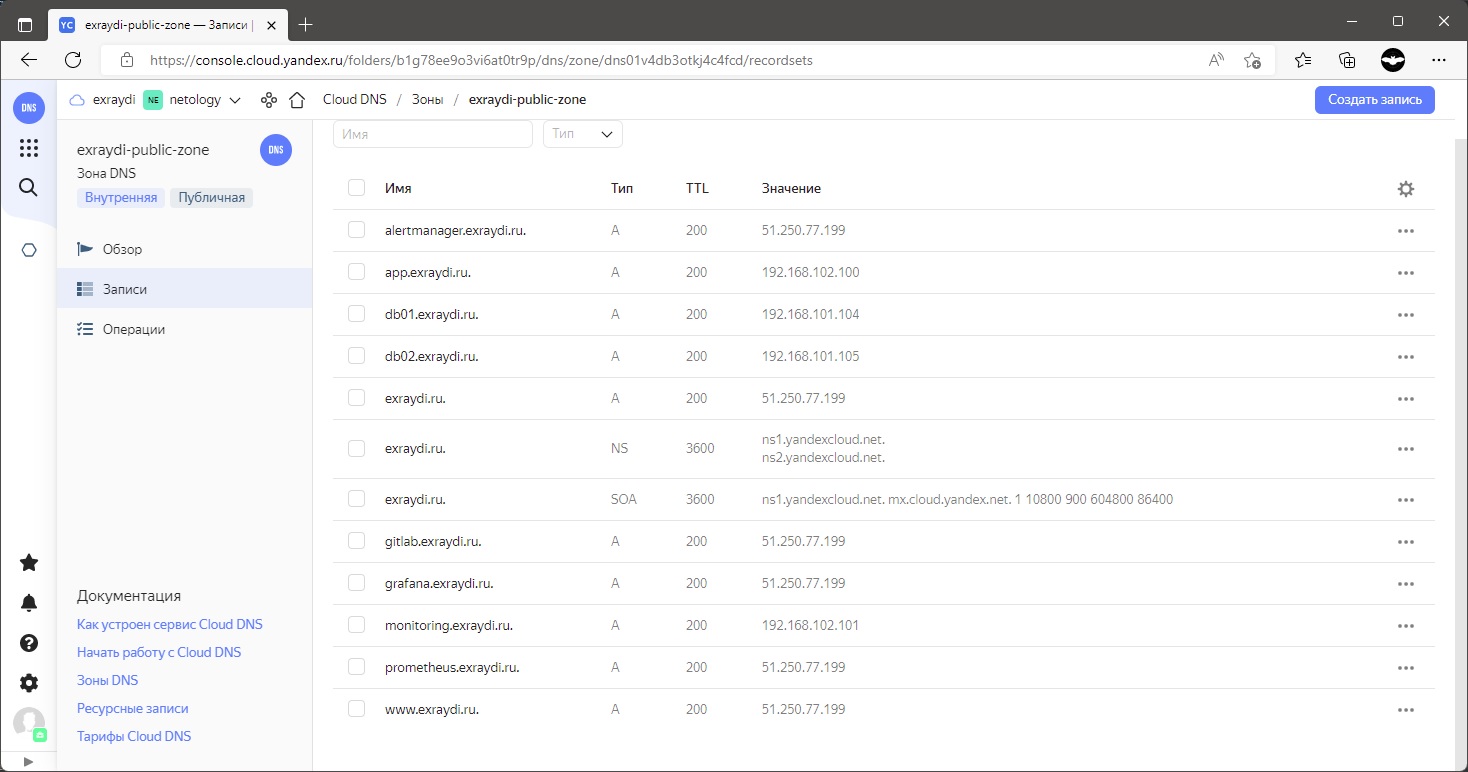 exraydi-public-zone — Записи |
https://console.cloud.yandex.ru/folders/b1g78ee9o3vi6at0tr9p/dns/zone/dns01v4db3otkj4c4fcd/recordsets
DNS
exraydi NE netology Cloud DNS / Зоны / exraydi-public-zone Создать запись
exraydi-public-zone DNS
Зона DNS
Внутренняя Публичная
Обзор
Записи
Операции
Документация
Как устроен сервис Cloud DNS
Начать работу с Cloud DNS
Зоны DNS
Ресурсные записи
Тарифы Cloud DNS
Имя Тип
Имя Тип TTL Значение
alertmanager.exraydi.ru. A 200 51.250.77.199
app.exraydi.ru. A 200 192.168.102.100
db01.exraydi.ru. A 200 192.168.101.104
db02.exraydi.ru. A 200 192.168.101.105
exraydi.ru. A 200 51.250.77.199
exraydi.ru. NS 3600 ns1.yandexcloud.net.
ns2.yandexcloud.net.
exraydi.ru. SOA 3600 ns1.yandexcloud.net. mx.cloud.yandex.net. 1 10800 900 604800 86400
gitlab.exraydi.ru. A 200 51.250.77.199
grafana.exraydi.ru. A 200 51.250.77.199
monitoring.exraydi.ru. A 200 192.168.102.101
prometheus.exraydi.ru. A 200 51.250.77.199
www.exraydi.ru. A 200 51.250.77.199